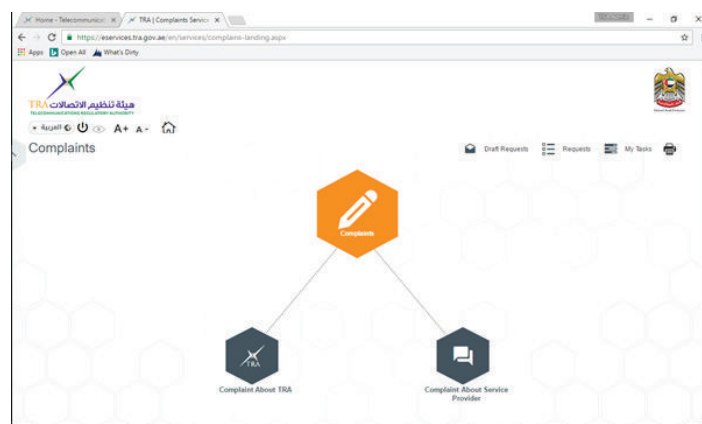 Home - Telecommunicati
TRA | Complaints Service
https://eservices.tra.gov.ae/en/services/complains-landing.aspx
Apps Open All What's Dirty
TRA هيئة تنظيم الاتصالات
TELECOMMUNICATIONS REGULATORY AUTHORITY
العربية A+ A-
Complaints
Draft Requests Requests My Tasks
Complaints
TRA
Complaint About TRA
Complaint About Service
Provider